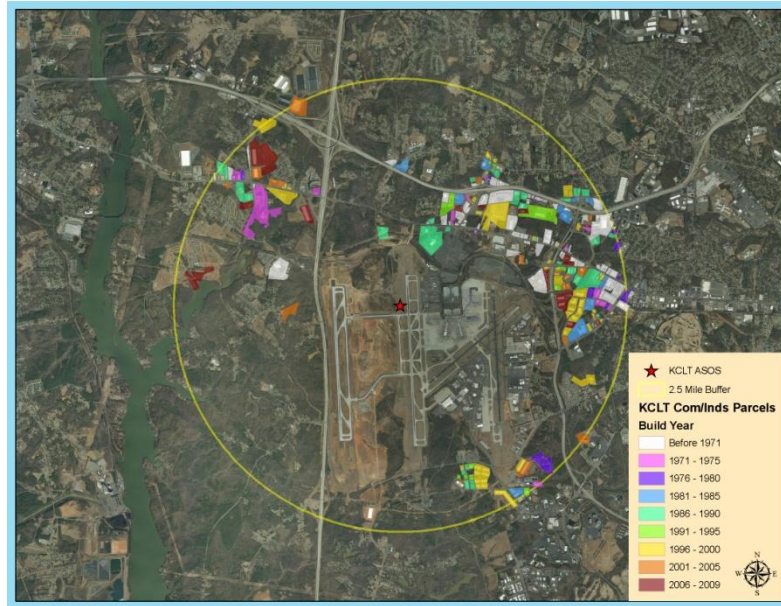 KCLT ASOS
2.5 Mile Buffer
KCLT Com/Inds Parcels
Build Year
Before 1971
1971 - 1975
1976 - 1980
1981 - 1985
1986 - 1990
1991 - 1995
1996 - 2000
2001 - 2005
2006 - 2009
N
W E
S